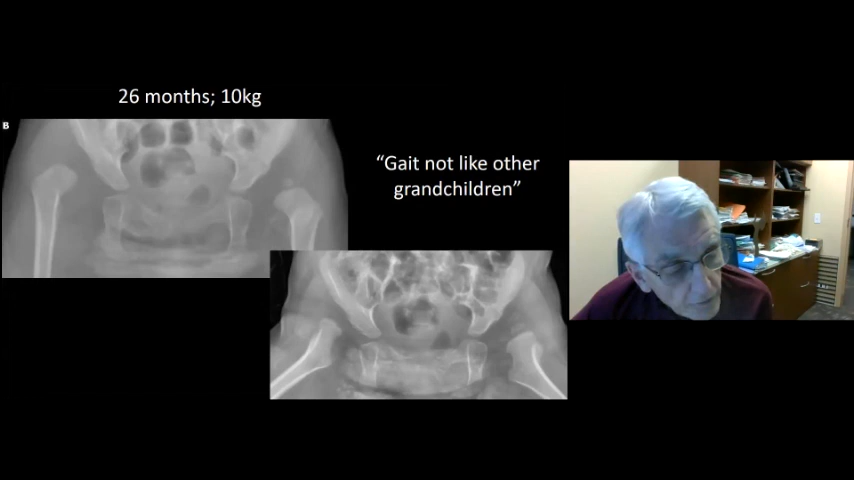 26 months; 10kg
B
“Gait not like other
grandchildren”